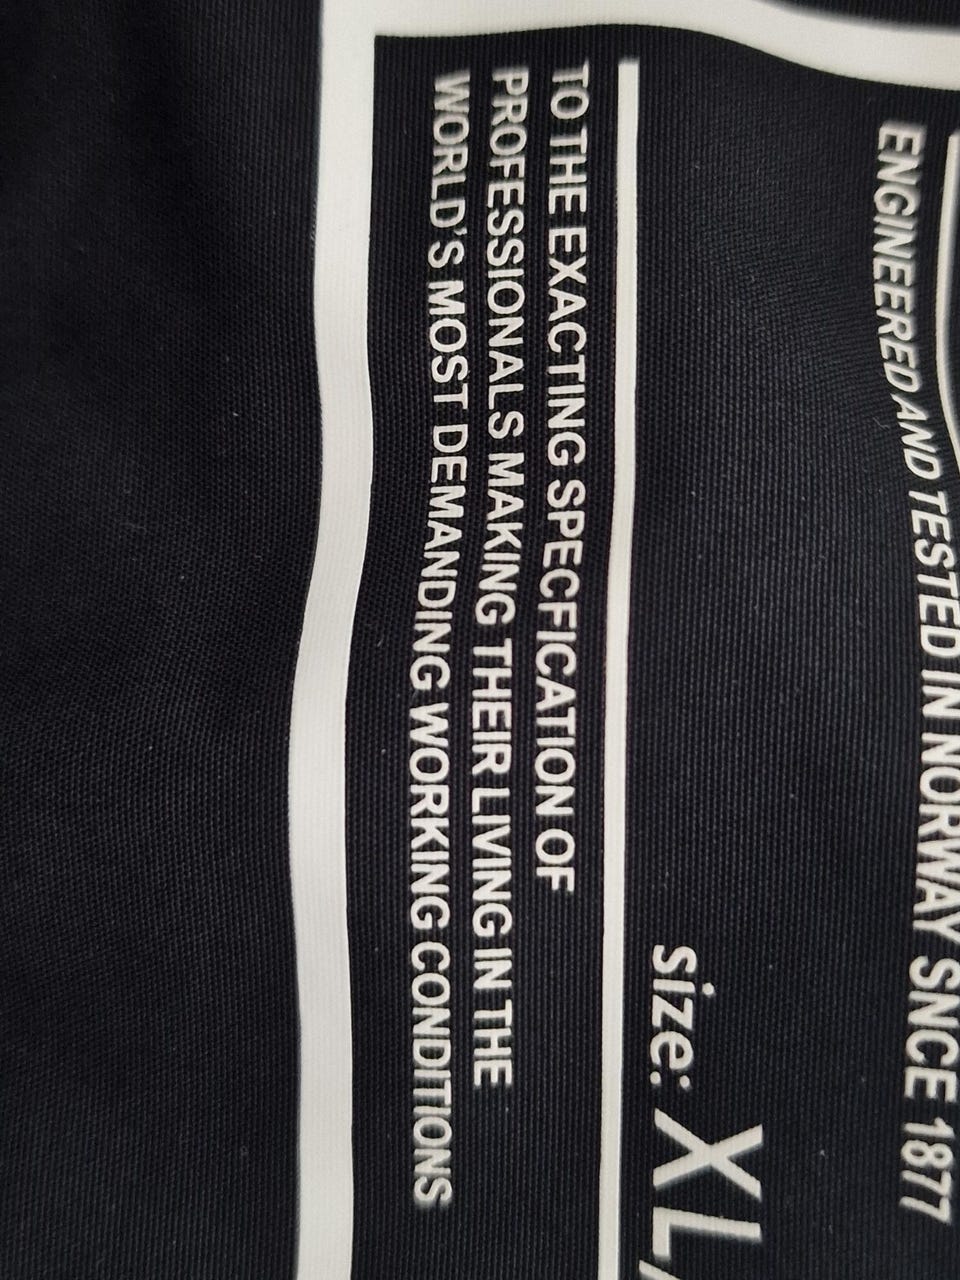 ENGINEERED AND TESTED IN NORWAY SNCE 1877
size: XL/
TO THE EXACTING SPECFICATION OF
PROFESSIONALS MAKING THEIR LIVING IN THE
WORLD'S MOST DEMANDING WORKING CONDITIONS